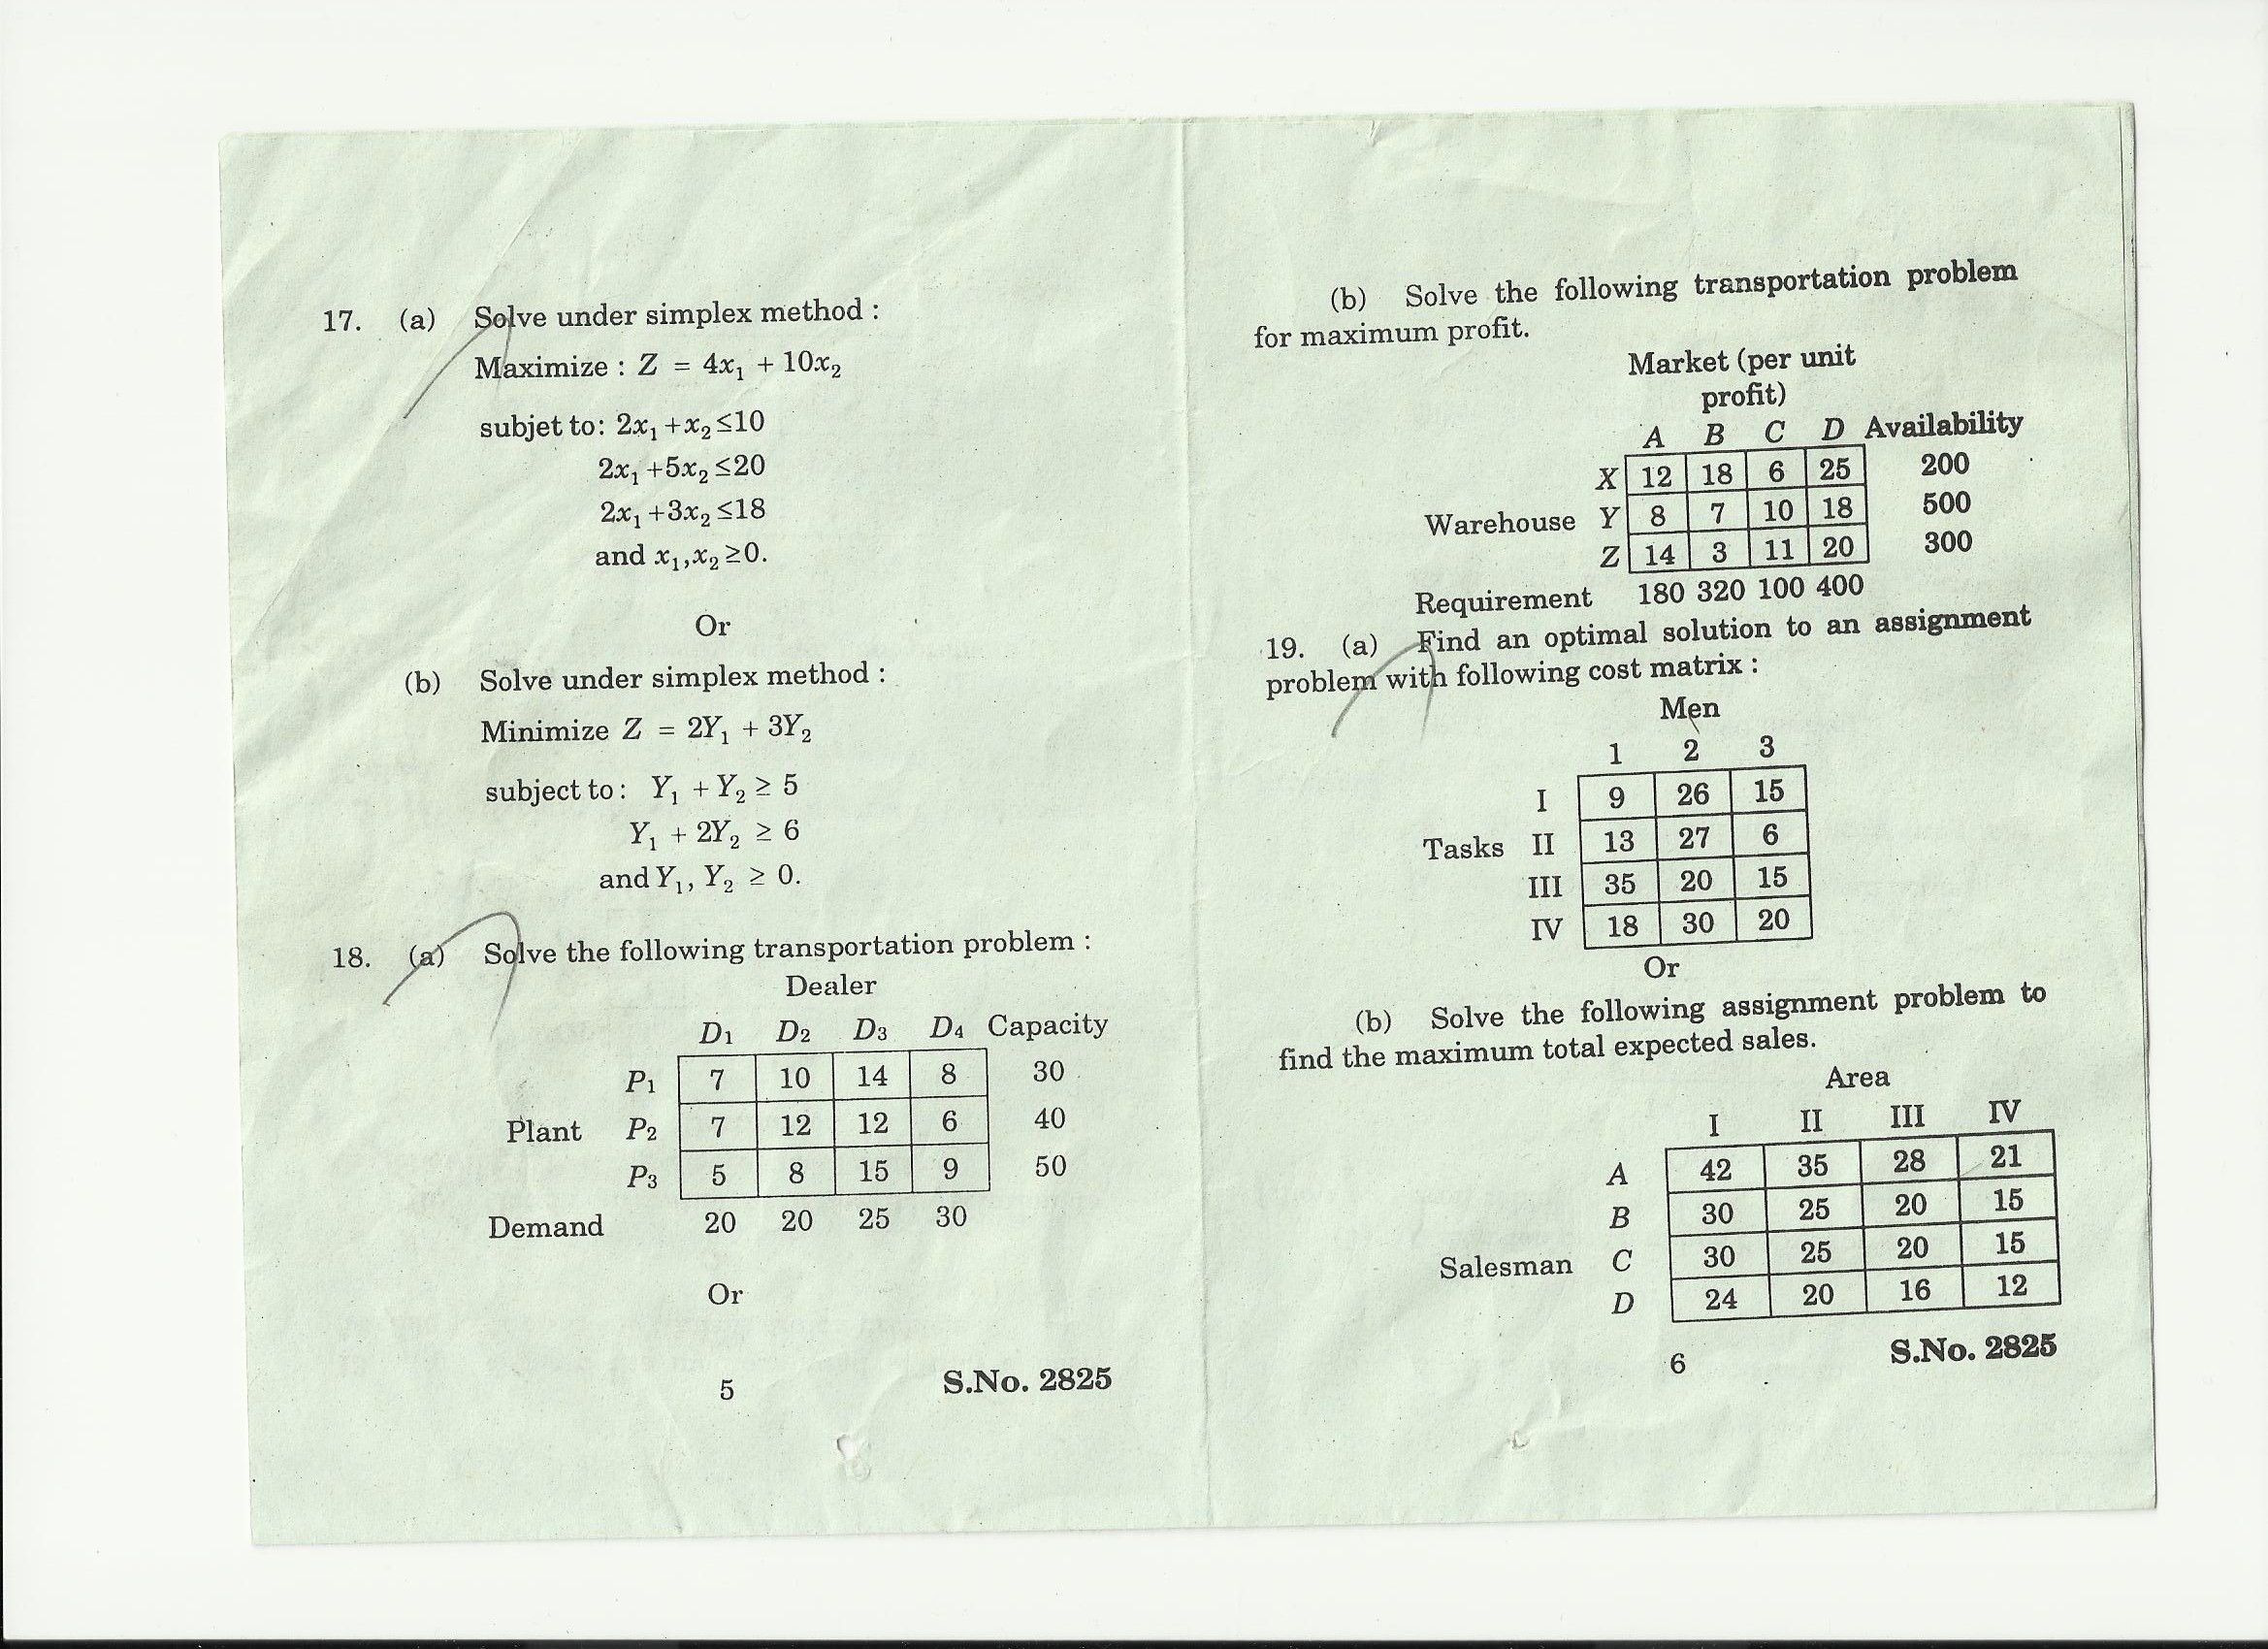 17. (a) Solve under simplex method :
Maximize : Z = 4x₁ + 10x₂
subjet to: 2x₁ +x₂ ≤10
2x₁ +5x₂ ≤20
2x₁ +3x₂ ≤18
and x₁,x₂ ≥0.
Or
(b) Solve under simplex method :
Minimize Z = 2Y₁ + 3Y₂
subject to: Y₁ + Y₂ ≥ 5
Y₁ + 2Y₂ ≥ 6
and Y₁, Y₂ ≥ 0.
18. (a) Solve the following transportation problem :
Dealer
D₁ D₂ D₃ D₄ Capacity
P₁ 7 10 14 8 30
Plant P₂ 7 12 12 6 40
P₃ 5 8 15 9 50
Demand 20 20 25 30
Or
5 S.No. 2825
(b) Solve the following transportation problem
for maximum profit.
Market (per unit
profit)
A B C D Availability
X 12 18 6 25 200
Warehouse Y 8 7 10 18 500
Z 14 3 11 20 300
Requirement 180 320 100 400
19. (a) Find an optimal solution to an assignment
problem with following cost matrix :
Men
1 2 3
I 9 26 15
Tasks II 13 27 6
III 35 20 15
IV 18 30 20
Or
(b) Solve the following assignment problem to
find the maximum total expected sales.
Area
I II III IV
A 42 35 28 21
B 30 25 20 15
Salesman C 30 25 20 15
D 24 20 16 12
6 S.No. 2825